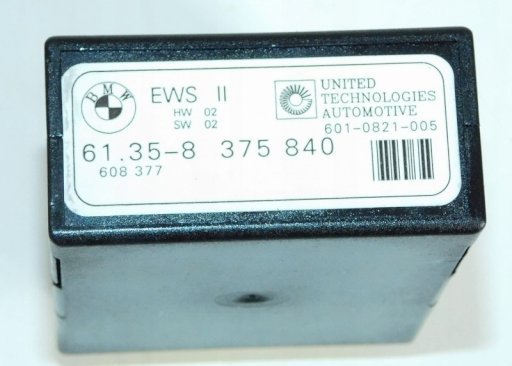 BMW
EWS II
HW 02
SW 02
UNITED
TECHNOLOGIES
AUTOMOTIVE
601-0821-005
61.35-8 375 840
608 377